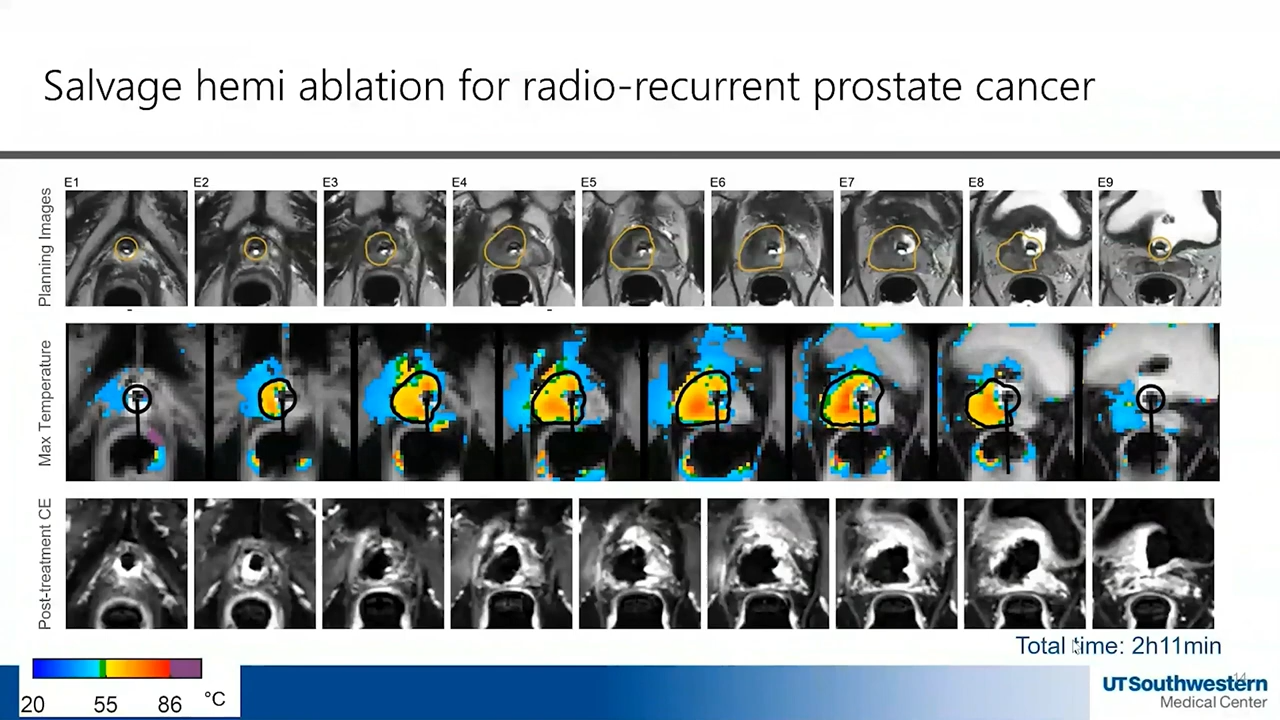 Salvage hemi ablation for radio-recurrent prostate cancer
E1 E2 E3 E4 E5 E6 E7 E8 E9
Planning Images
Max Temperature
Post-treatment CE
Total time: 2h11min
20 55 86 °C
14
UTSouthwestern
Medical Center